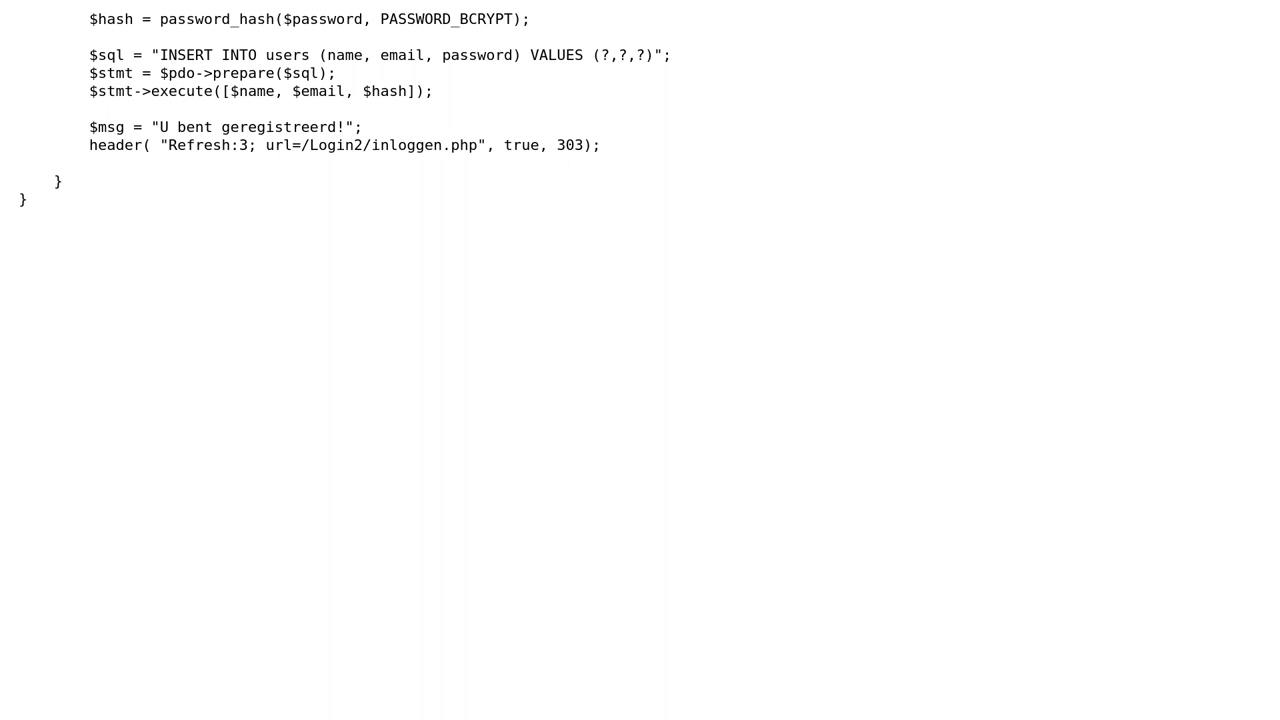 $hash = password_hash($password, PASSWORD_BCRYPT);
$sql = "INSERT INTO users (name, email, password) VALUES (?,?,?)";
$stmt = $pdo->prepare($sql);
$stmt->execute([$name, $email, $hash]);
$msg = "U bent geregistreerd!";
header( "Refresh:3; url=/Login2/inloggen.php", true, 303);
}
}